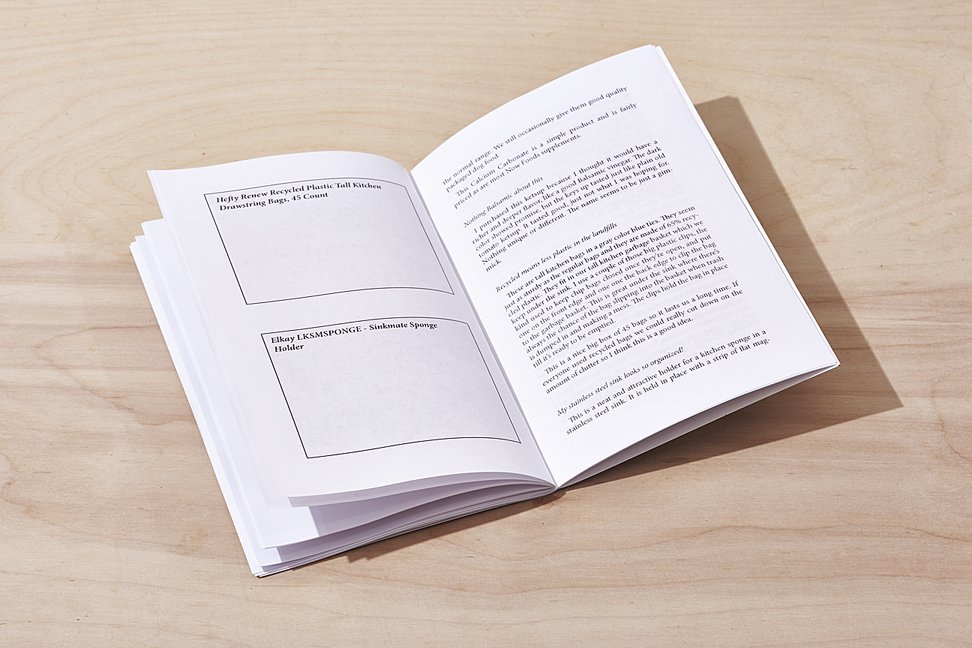 Hefty Renew Recycled Plastic Tall Kitchen
Drawstring Bags, 45 Count
Elkay LKSMSPONGE - Sinkmate Sponge
Holder
the normal range. We still occasionally give them good quality
packaged dog food.
This Calcium Carbonate is a simple product and is fairly
priced as are most Now Foods supplements.
Nothing Balsamic about this
I purchased this ketsup because I thought it would have a
richer and deeper flavor, like a good Balsamic vinegar. The dark
color showed promise, but the keys up tasted just like plain old
tomato ketsup. It tasted good, just not what I was hoping for.
Nothing unique or different. The name seems to be just a gim-
mick.
Recycled means less plastic in the landfills
These are tall kitchen bags in a gray color blue ties. They seem
just as sturdy as the regular bags and they are made of 65% recy-
cled plastic. They fit in our tall kitchen garbage basket which we
keep under the sink. I use a couple of those big plastic clips, the
kind used to keep chip bags closed once they're open, and put
one on the front edge and one one the back edge to clip the bag
to the garbage basket. This is great under the sink where there's
always the chance of the bag slipping into the basket when trash
is dumped in and making a mess. The clips hold the bag in place
till it's ready to be emptied.
This is a nice big box of 45 bags so it lasts us a long time. If
everyone used recycled bags we could really cut down on the
amount of clutter so I think this is a good idea.
My stainless steel sink looks so organized!
This is a neat and attractive holder for a kitchen sponge in a
stainless steel sink. It is held in place with a strip of flat mag-